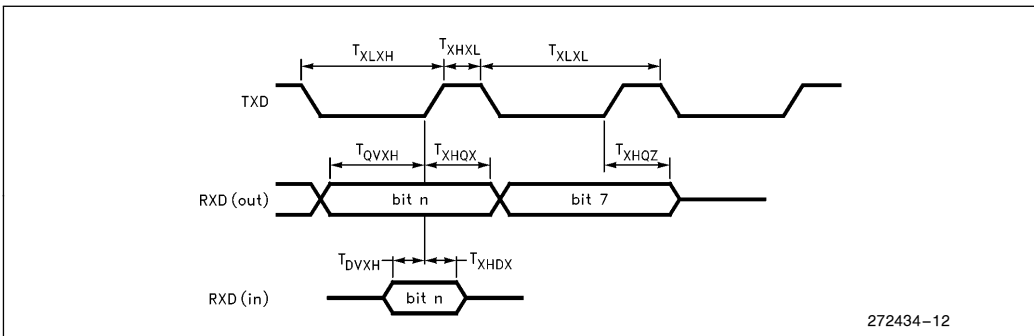 TXLXH TXHXL TXLXL
TXD
TQVXH TXHQX TXHQZ
RXD (out) bit n bit 7
TDVXH TXHDX
RXD (in) bit n
272434-12